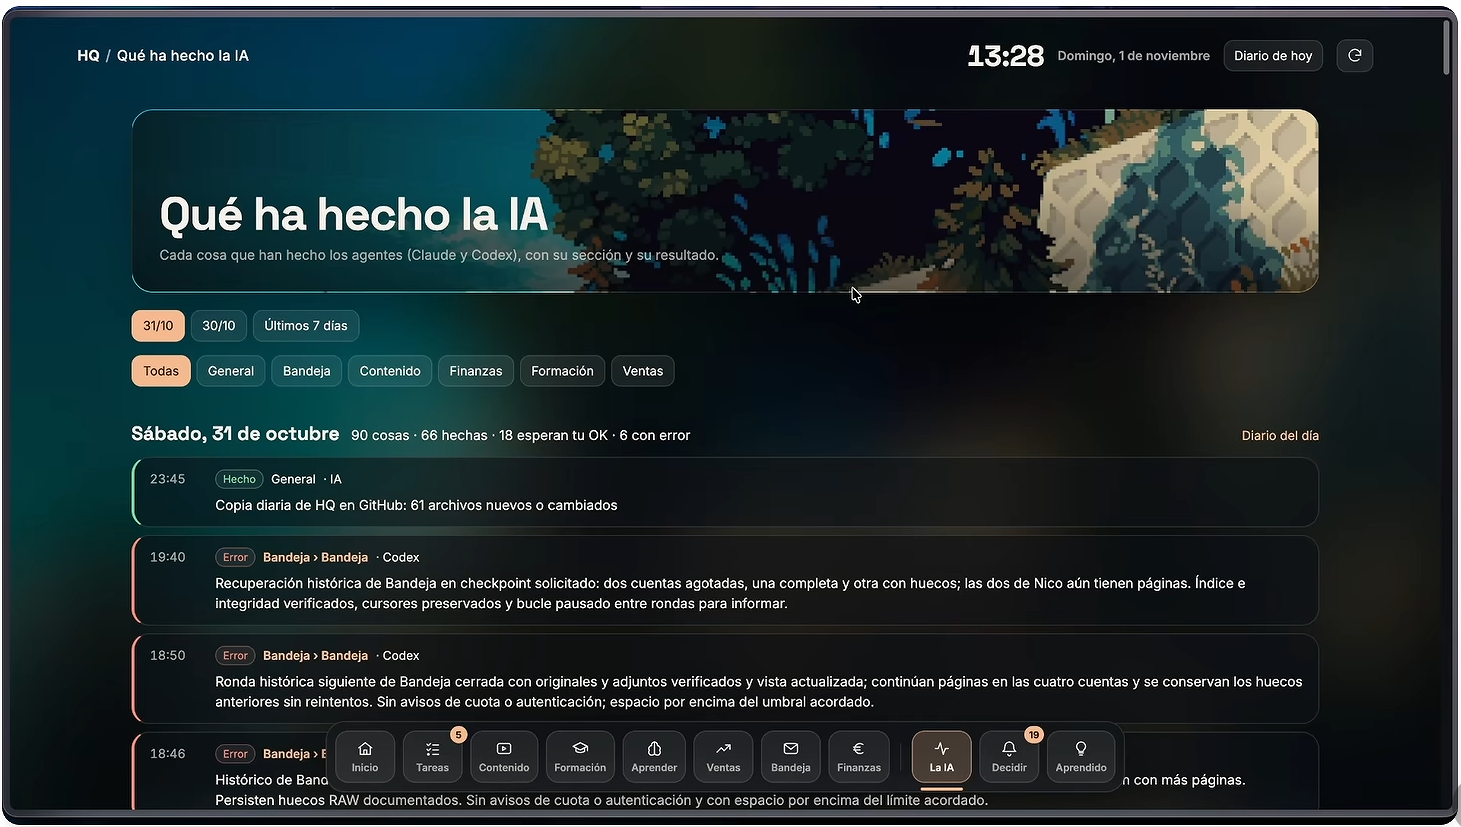 HQ / Qué ha hecho la IA
13:28 Domingo, 1 de noviembre Diario de hoy
Qué ha hecho la IA
Cada cosa que han hecho los agentes (Claude y Codex), con su sección y su resultado.
31/10 30/10 Últimos 7 días
Todas General Bandeja Contenido Finanzas Formación Ventas
Sábado, 31 de octubre 90 cosas · 66 hechas · 18 esperan tu OK · 6 con error Diario del día
23:45 Hecho General · IA
Copia diaria de HQ en GitHub: 61 archivos nuevos o cambiados
19:40 Error Bandeja › Bandeja · Codex
Recuperación histórica de Bandeja en checkpoint solicitado: dos cuentas agotadas, una completa y otra con huecos; las dos de Nico aún tienen páginas. Índice e
integridad verificados, cursores preservados y bucle pausado entre rondas para informar.
18:50 Error Bandeja › Bandeja · Codex
Ronda histórica siguiente de Bandeja cerrada con originales y adjuntos verificados y vista actualizada; continúan páginas en las cuatro cuentas y se conservan los huecos
anteriores sin reintentos. Sin avisos de cuota o autenticación; espacio por encima del umbral acordado.
18:46 Error Bandeja ›
Histórico de Band
n con más páginas.
Persisten huecos RAW documentados. Sin avisos de cuota o autenticación y con espacio por encima del límite acordado.
5 19
Inicio Tareas Contenido Formación Aprender Ventas Bandeja Finanzas La IA Decidir Aprendido